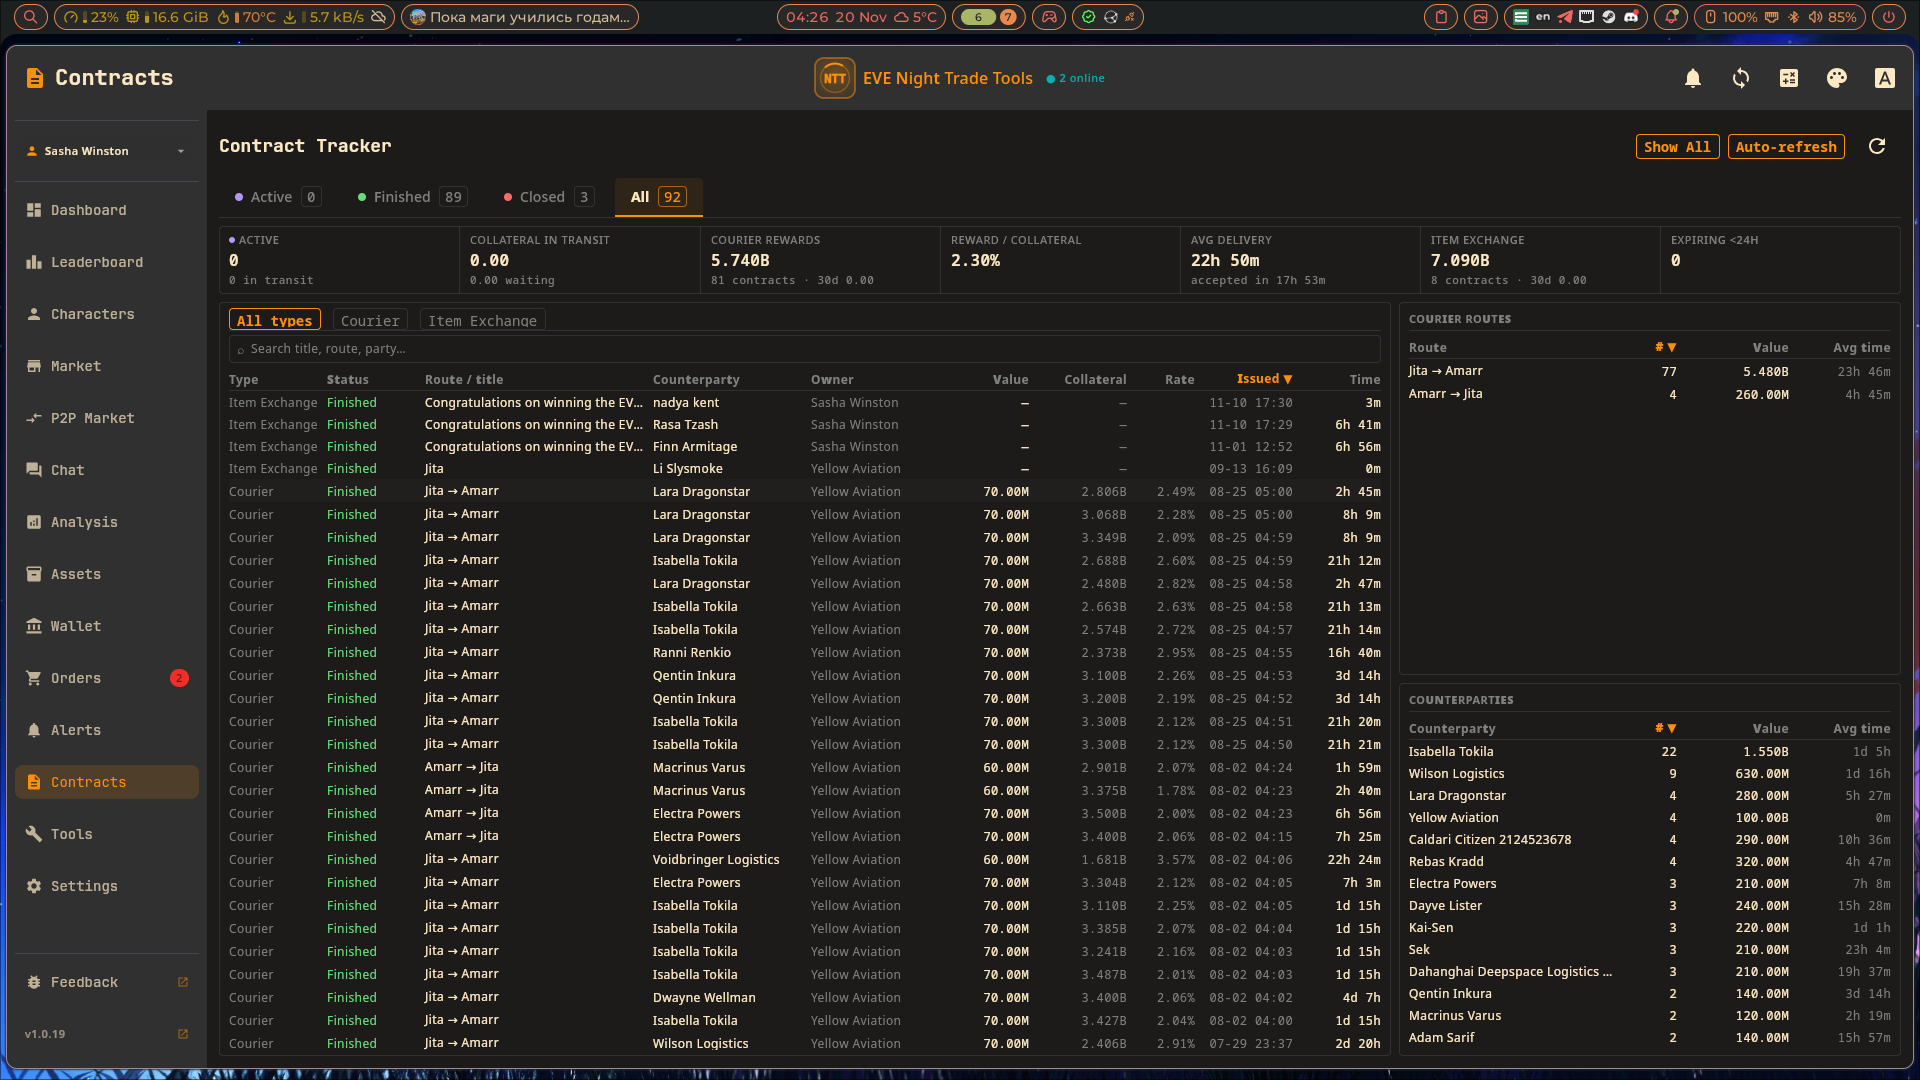 23% 16.6 GiB 70°C 5.7 kB/s Пока маги учились годам... 04:26 20 Nov 5°C 6 7 en 100% 85%
Contracts
NTT EVE Night Trade Tools 2 online
A
Sasha Winston
Dashboard
Leaderboard
Characters
Market
P2P Market
Chat
Analysis
Assets
Wallet
Orders 2
Alerts
Contracts
Tools
Settings
Feedback
v1.0.19
Contract Tracker
Show All Auto-refresh
Active 0 Finished 89 Closed 3 All 92
ACTIVE
0
0 in transit
COLLATERAL IN TRANSIT
0.00
0.00 waiting
COURIER REWARDS
5.740B
81 contracts · 30d 0.00
REWARD / COLLATERAL
2.30%
AVG DELIVERY
22h 50m
accepted in 17h 53m
ITEM EXCHANGE
7.090B
8 contracts · 30d 0.00
EXPIRING <24H
0
All types Courier Item Exchange
Search title, route, party...
Type Status Route / title Counterparty Owner Value Collateral Rate Issued ▼ Time
Item Exchange Finished Congratulations on winning the EV... nadya kent Sasha Winston — — 11-10 17:30 3m
Item Exchange Finished Congratulations on winning the EV... Rasa Tzash Sasha Winston — — 11-10 17:29 6h 41m
Item Exchange Finished Congratulations on winning the EV... Finn Armitage Sasha Winston — — 11-01 12:52 6h 56m
Item Exchange Finished Jita Li Slysmoke Yellow Aviation — — 09-13 16:09 0m
Courier Finished Jita → Amarr Lara Dragonstar Yellow Aviation 70.00M 2.806B 2.49% 08-25 05:00 2h 45m
Courier Finished Jita → Amarr Lara Dragonstar Yellow Aviation 70.00M 3.068B 2.28% 08-25 05:00 8h 9m
Courier Finished Jita → Amarr Lara Dragonstar Yellow Aviation 70.00M 3.349B 2.09% 08-25 04:59 8h 9m
Courier Finished Jita → Amarr Isabella Tokila Yellow Aviation 70.00M 2.688B 2.60% 08-25 04:59 21h 12m
Courier Finished Jita → Amarr Lara Dragonstar Yellow Aviation 70.00M 2.480B 2.82% 08-25 04:58 2h 47m
Courier Finished Jita → Amarr Isabella Tokila Yellow Aviation 70.00M 2.663B 2.63% 08-25 04:58 21h 13m
Courier Finished Jita → Amarr Isabella Tokila Yellow Aviation 70.00M 2.574B 2.72% 08-25 04:57 21h 14m
Courier Finished Jita → Amarr Ranni Renkio Yellow Aviation 70.00M 2.373B 2.95% 08-25 04:55 16h 40m
Courier Finished Jita → Amarr Qentin Inkura Yellow Aviation 70.00M 3.100B 2.26% 08-25 04:53 3d 14h
Courier Finished Jita → Amarr Qentin Inkura Yellow Aviation 70.00M 3.200B 2.19% 08-25 04:52 3d 14h
Courier Finished Jita → Amarr Isabella Tokila Yellow Aviation 70.00M 3.300B 2.12% 08-25 04:51 21h 20m
Courier Finished Jita → Amarr Isabella Tokila Yellow Aviation 70.00M 3.300B 2.12% 08-25 04:50 21h 21m
Courier Finished Amarr → Jita Macrinus Varus Yellow Aviation 60.00M 2.901B 2.07% 08-02 04:24 1h 59m
Courier Finished Amarr → Jita Macrinus Varus Yellow Aviation 60.00M 3.375B 1.78% 08-02 04:23 2h 40m
Courier Finished Amarr → Jita Electra Powers Yellow Aviation 70.00M 3.500B 2.00% 08-02 04:23 6h 56m
Courier Finished Amarr → Jita Electra Powers Yellow Aviation 70.00M 3.400B 2.06% 08-02 04:15 7h 25m
Courier Finished Jita → Amarr Voidbringer Logistics Yellow Aviation 60.00M 1.681B 3.57% 08-02 04:06 22h 24m
Courier Finished Jita → Amarr Electra Powers Yellow Aviation 70.00M 3.304B 2.12% 08-02 04:05 7h 3m
Courier Finished Jita → Amarr Isabella Tokila Yellow Aviation 70.00M 3.110B 2.25% 08-02 04:05 1d 15h
Courier Finished Jita → Amarr Isabella Tokila Yellow Aviation 70.00M 3.385B 2.07% 08-02 04:04 1d 15h
Courier Finished Jita → Amarr Isabella Tokila Yellow Aviation 70.00M 3.241B 2.16% 08-02 04:03 1d 15h
Courier Finished Jita → Amarr Isabella Tokila Yellow Aviation 70.00M 3.487B 2.01% 08-02 04:03 1d 15h
Courier Finished Jita → Amarr Dwayne Wellman Yellow Aviation 70.00M 3.400B 2.06% 08-02 04:02 4d 7h
Courier Finished Jita → Amarr Isabella Tokila Yellow Aviation 70.00M 3.427B 2.04% 08-02 04:00 1d 15h
Courier Finished Jita → Amarr Wilson Logistics Yellow Aviation 70.00M 2.406B 2.91% 07-29 23:37 2d 20h
COURIER ROUTES
Route # ▼ Value Avg time
Jita → Amarr 77 5.480B 23h 46m
Amarr → Jita 4 260.00M 4h 45m
COUNTERPARTIES
Counterparty # ▼ Value Avg time
Isabella Tokila 22 1.550B 1d 5h
Wilson Logistics 9 630.00M 1d 16h
Lara Dragonstar 4 280.00M 5h 27m
Yellow Aviation 4 100.00B 0m
Caldari Citizen 2124523678 4 290.00M 10h 36m
Rebas Kradd 4 320.00M 4h 47m
Electra Powers 3 210.00M 7h 8m
Dayve Lister 3 240.00M 15h 28m
Kai-Sen 3 220.00M 1d 1h
Sek 3 210.00M 23h 4m
Dahanghai Deepspace Logistics ... 3 210.00M 19h 37m
Qentin Inkura 2 140.00M 3d 14h
Macrinus Varus 2 120.00M 2h 19m
Adam Sarif 2 140.00M 15h 57m